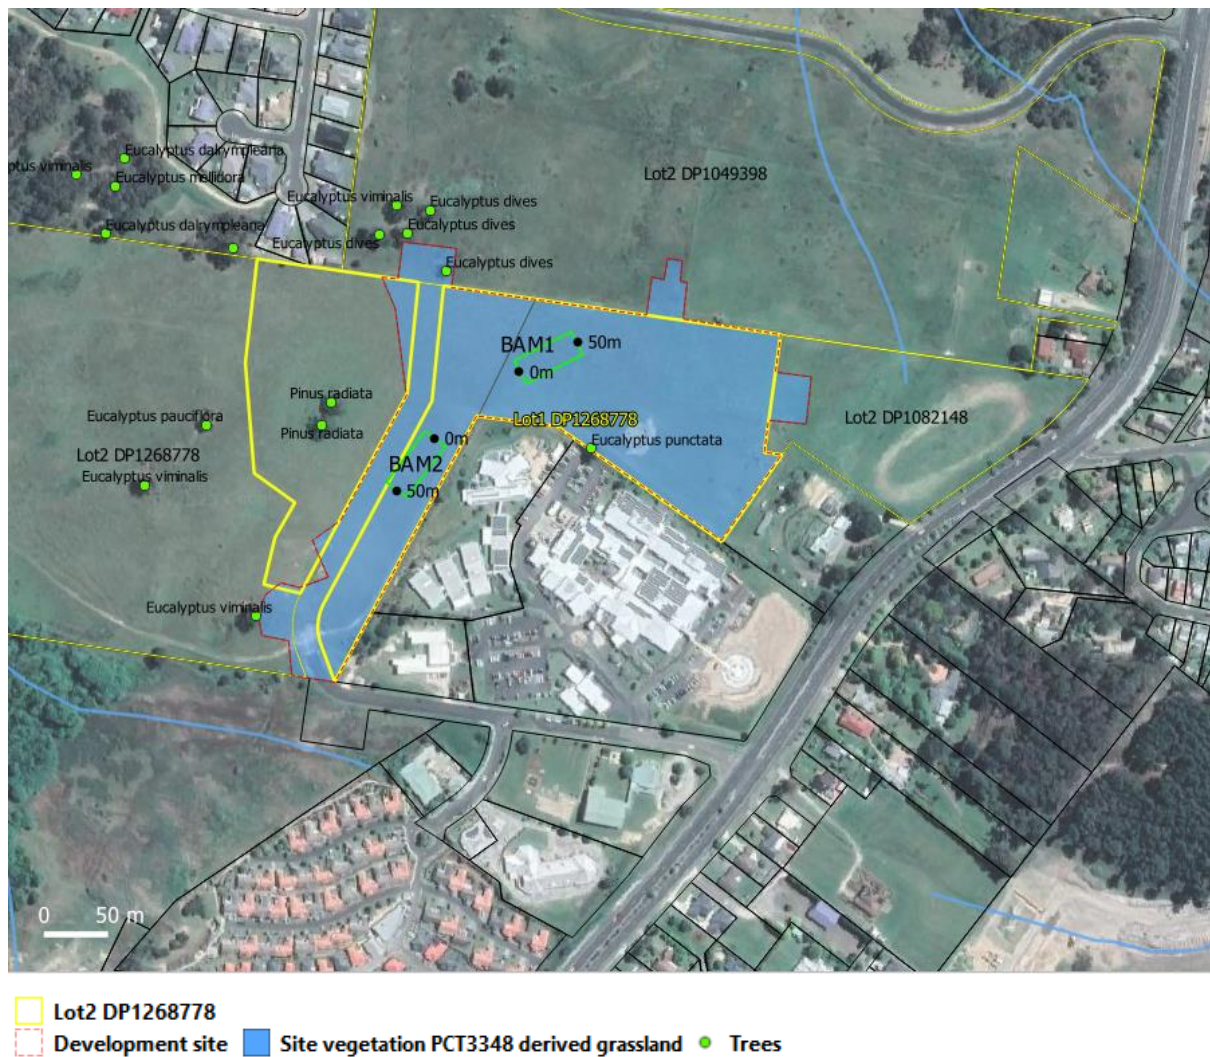 Eucalyptus dalrympleana
ptus viminalis
Eucalyptus melliodora
Lot2 DP1049398
Eucalyptus viminalis
Eucalyptus dives
Eucalyptus dalrympleana
Eucalyptus dives
Eucalyptus dives
Eucalyptus dives
BAM1
50m
0m
Pinus radiata
Eucalyptus pauciflora
Lot1 DP1268778
Lot2 DP1082148
Pinus radiata
0m
Eucalyptus punctata
Lot2 DP1268778
BAM2
Eucalyptus viminalis
50m
Eucalyptus viminalis
0 50 m
Lot2 DP1268778
Development site Site vegetation PCT3348 derived grassland Trees